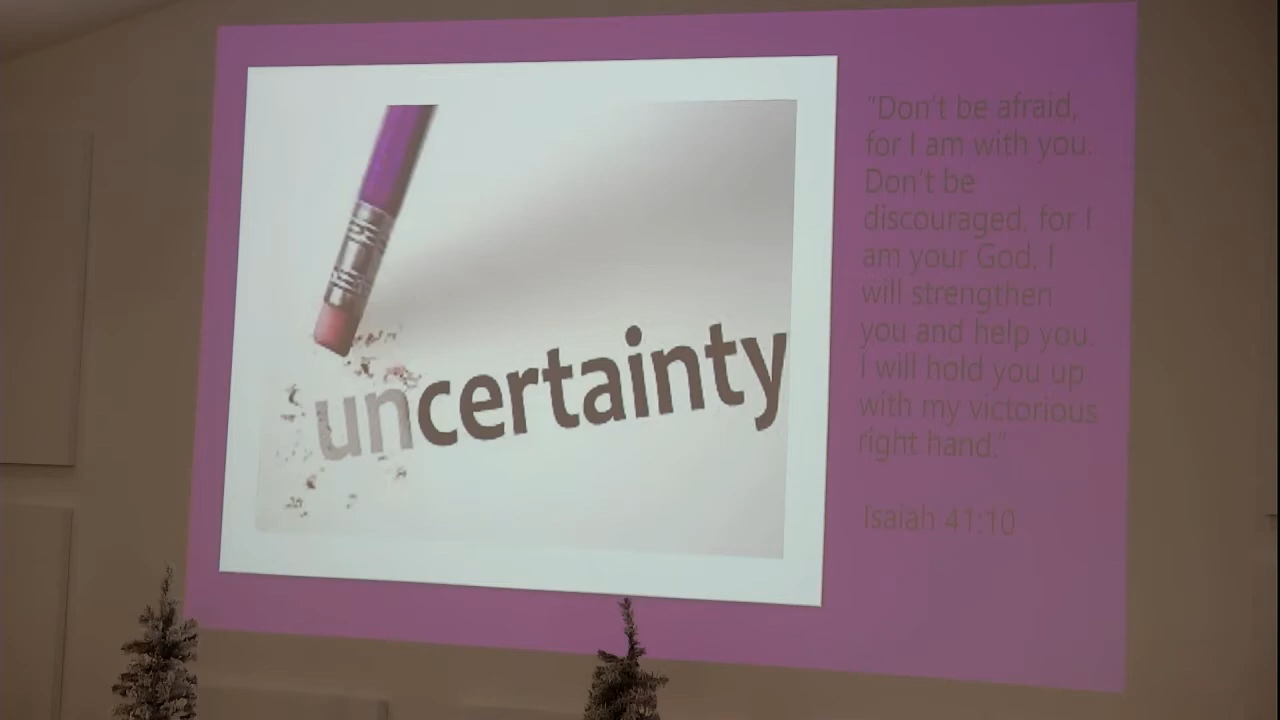 uncertainty
"Don't be afraid,
for I am with you.
Don't be
discouraged, for I
am your God. I
will strengthen
you and help you.
I will hold you up
with my victorious
right hand."
Isaiah 41:10